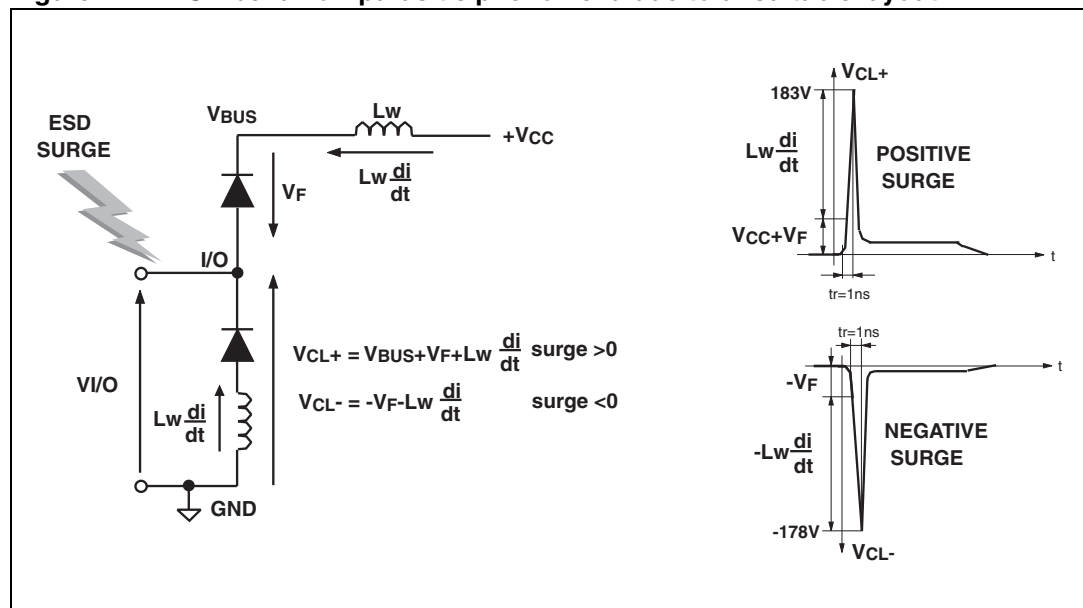 VBUS
Lw
+VCC
ESD
SURGE
Lw di/dt
VF
I/O
VI/O
Lw di/dt
VCL+ = VBUS+VF+Lw di/dt surge >0
VCL- = -VF-Lw di/dt surge <0
GND
VCL+
183V
Lw di/dt
POSITIVE
SURGE
VCC+VF
t
tr=1ns
tr=1ns
t
-VF
-Lw di/dt
NEGATIVE
SURGE
-178V
VCL-